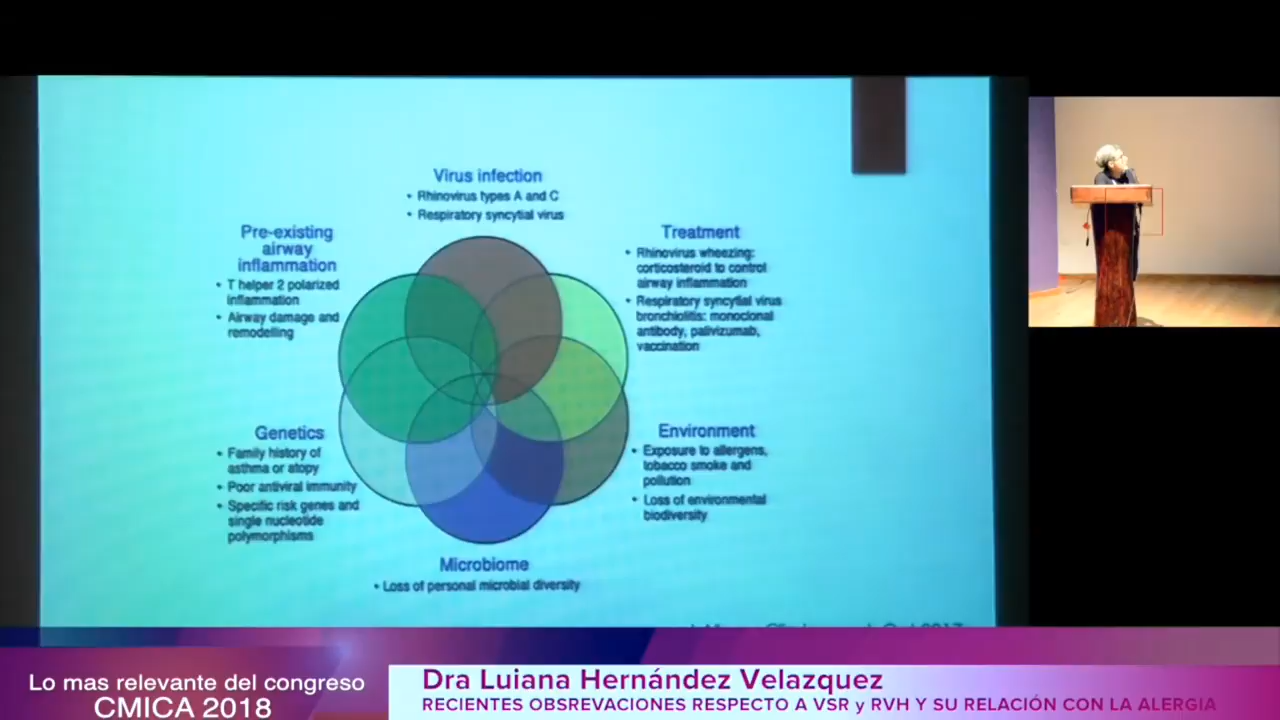 Virus infection
• Rhinovirus types A and C
• Respiratory syncytial virus
Pre-existing
airway
inflammation
• T helper 2 polarized
inflammation
• Airway damage and
remodelling
Treatment
• Rhinovirus wheezing:
corticosteroid to control
airway inflammation
• Respiratory syncytial virus
bronchiolitis: monoclonal
antibody, palivizumab,
vaccination
Genetics
• Family history of
asthma or atopy
• Poor antiviral immunity
• Specific risk genes and
single nucleotide
polymorphisms
Environment
• Exposure to allergens,
tobacco smoke and
pollution
• Loss of environmental
biodiversity
Microbiome
• Loss of personal microbial diversity
Lo mas relevante del congreso
CMICA 2018
Dra Luiana Hernández Velazquez
RECIENTES OBSREVACIONES RESPECTO A VSR y RVH Y SU RELACIÓN CON LA ALERGIA